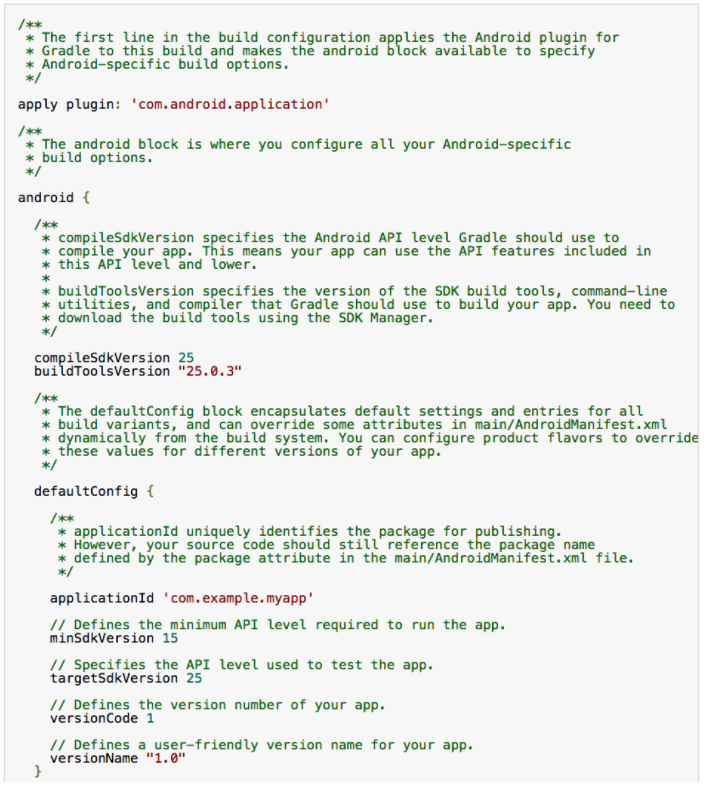 /**
 * The first line in the build configuration applies the Android plugin for
 * Gradle to this build and makes the android block available to specify
 * Android-specific build options.
 */
apply plugin: 'com.android.application'
/**
 * The android block is where you configure all your Android-specific
 * build options.
 */
android {
  /**
   * compileSdkVersion specifies the Android API level Gradle should use to
   * compile your app. This means your app can use the API features included in
   * this API level and lower.
   *
   * buildToolsVersion specifies the version of the SDK build tools, command-line
   * utilities, and compiler that Gradle should use to build your app. You need to
   * download the build tools using the SDK Manager.
   */
  compileSdkVersion 25
  buildToolsVersion "25.0.3"
  /**
   * The defaultConfig block encapsulates default settings and entries for all
   * build variants, and can override some attributes in main/AndroidManifest.xml
   * dynamically from the build system. You can configure product flavors to override
   * these values for different versions of your app.
   */
  defaultConfig {
    /**
     * applicationId uniquely identifies the package for publishing.
     * However, your source code should still reference the package name
     * defined by the package attribute in the main/AndroidManifest.xml file.
     */
    applicationId 'com.example.myapp'
    // Defines the minimum API level required to run the app.
    minSdkVersion 15
    // Specifies the API level used to test the app.
    targetSdkVersion 25
    // Defines the version number of your app.
    versionCode 1
    // Defines a user-friendly version name for your app.
    versionName "1.0"
  }